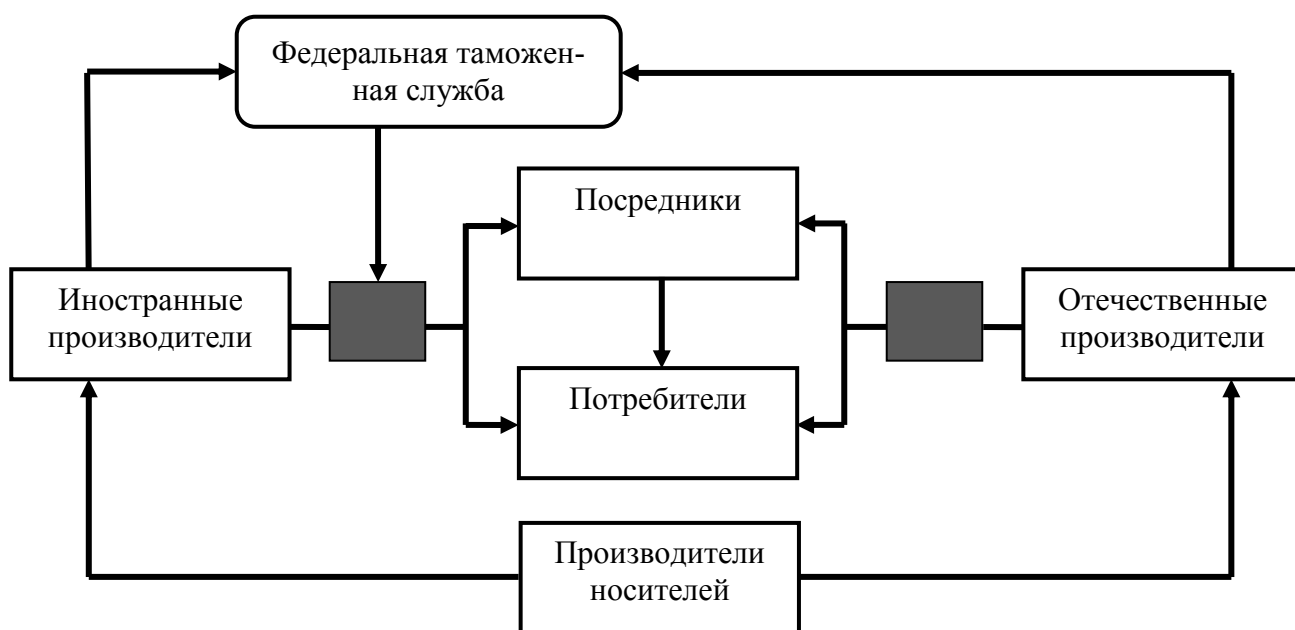 Федеральная таможен-
ная служба
Посредники
Иностранные
производители
Отечественные
производители
Потребители
Производители
носителей